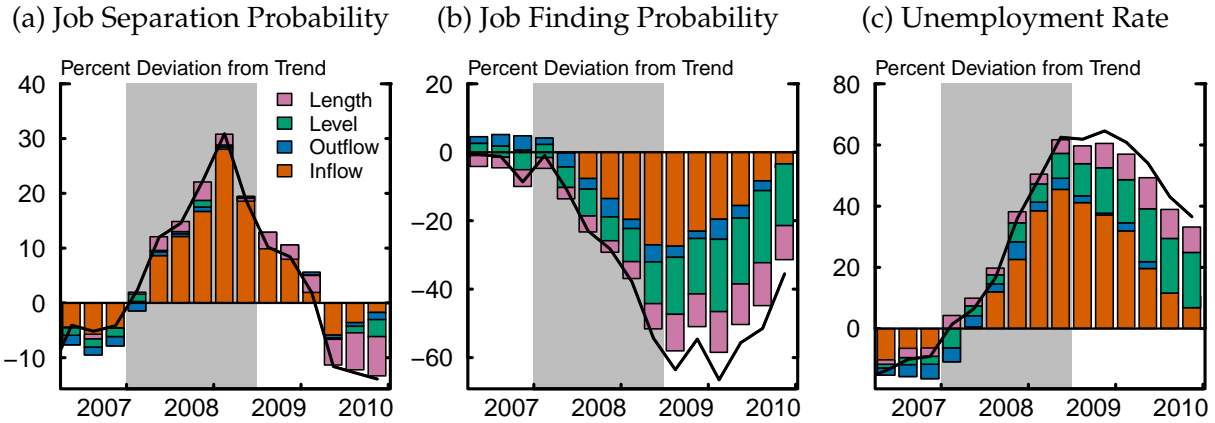 (a) Job Separation Probability
Percent Deviation from Trend
40
30
20
10
0
−10
Length
Level
Outflow
Inflow
2007 2008 2009 2010
(b) Job Finding Probability
Percent Deviation from Trend
20
0
−20
−40
−60
2007 2008 2009 2010
(c) Unemployment Rate
Percent Deviation from Trend
80
60
40
20
0
2007 2008 2009 2010